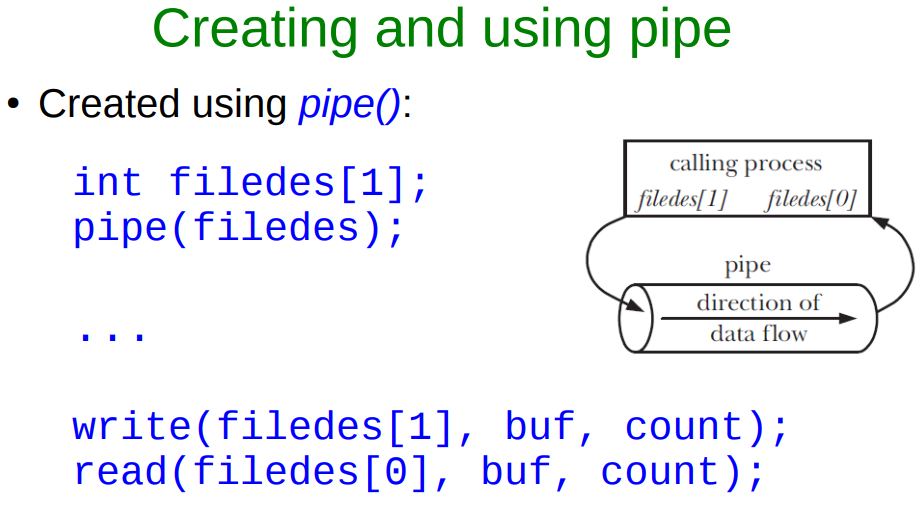 Creating and using pipe
• Created using pipe():
int filedes[1];
pipe(filedes);
...
write(filedes[1], buf, count);
read(filedes[0], buf, count);
calling process
filedes[1] filedes[0]
pipe
direction of
data flow